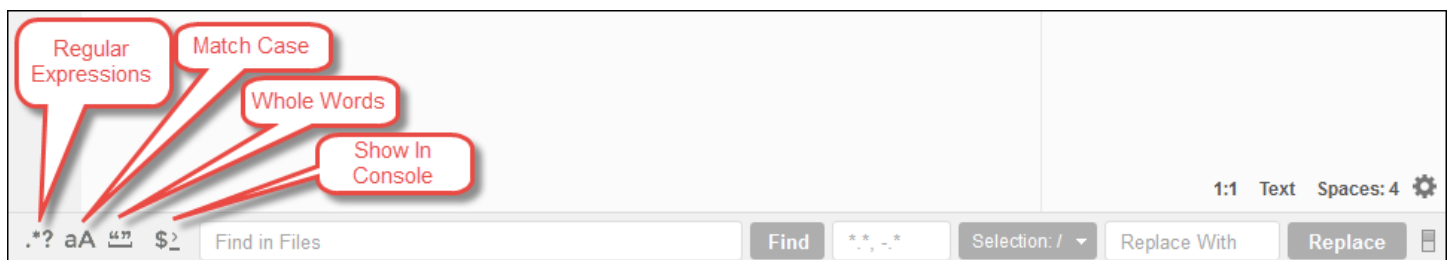 Regular
Expressions
Match Case
Whole Words
Show In
Console
1:1 Text Spaces: 4
.*? aA “” $> Find in Files Find *.*, -.* Selection: / Replace With Replace